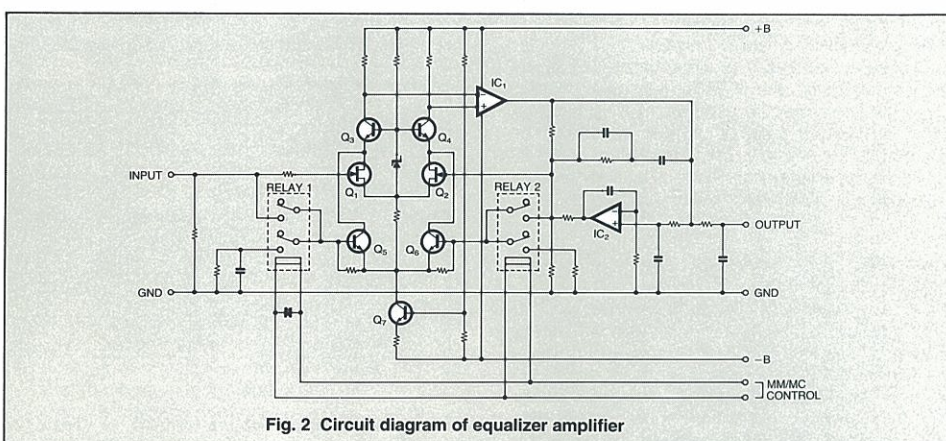 +B
IC1
Q3
Q4
INPUT
Q1
Q2
RELAY 1
RELAY 2
OUTPUT
IC2
Q5
Q6
GND
GND
Q7
−B
MM/MC
CONTROL
Fig. 2 Circuit diagram of equalizer amplifier